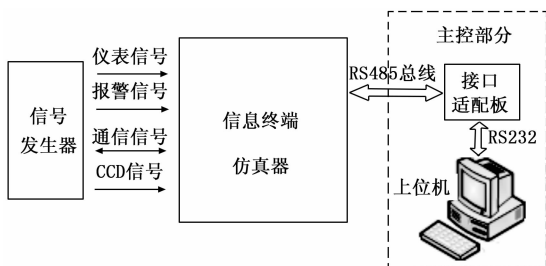 信号
发生器
仪表信号
报警信号
通信信号
CCD信号
信息终端
仿真器
RS485总线
主控部分
接口
适配板
RS232
上位机